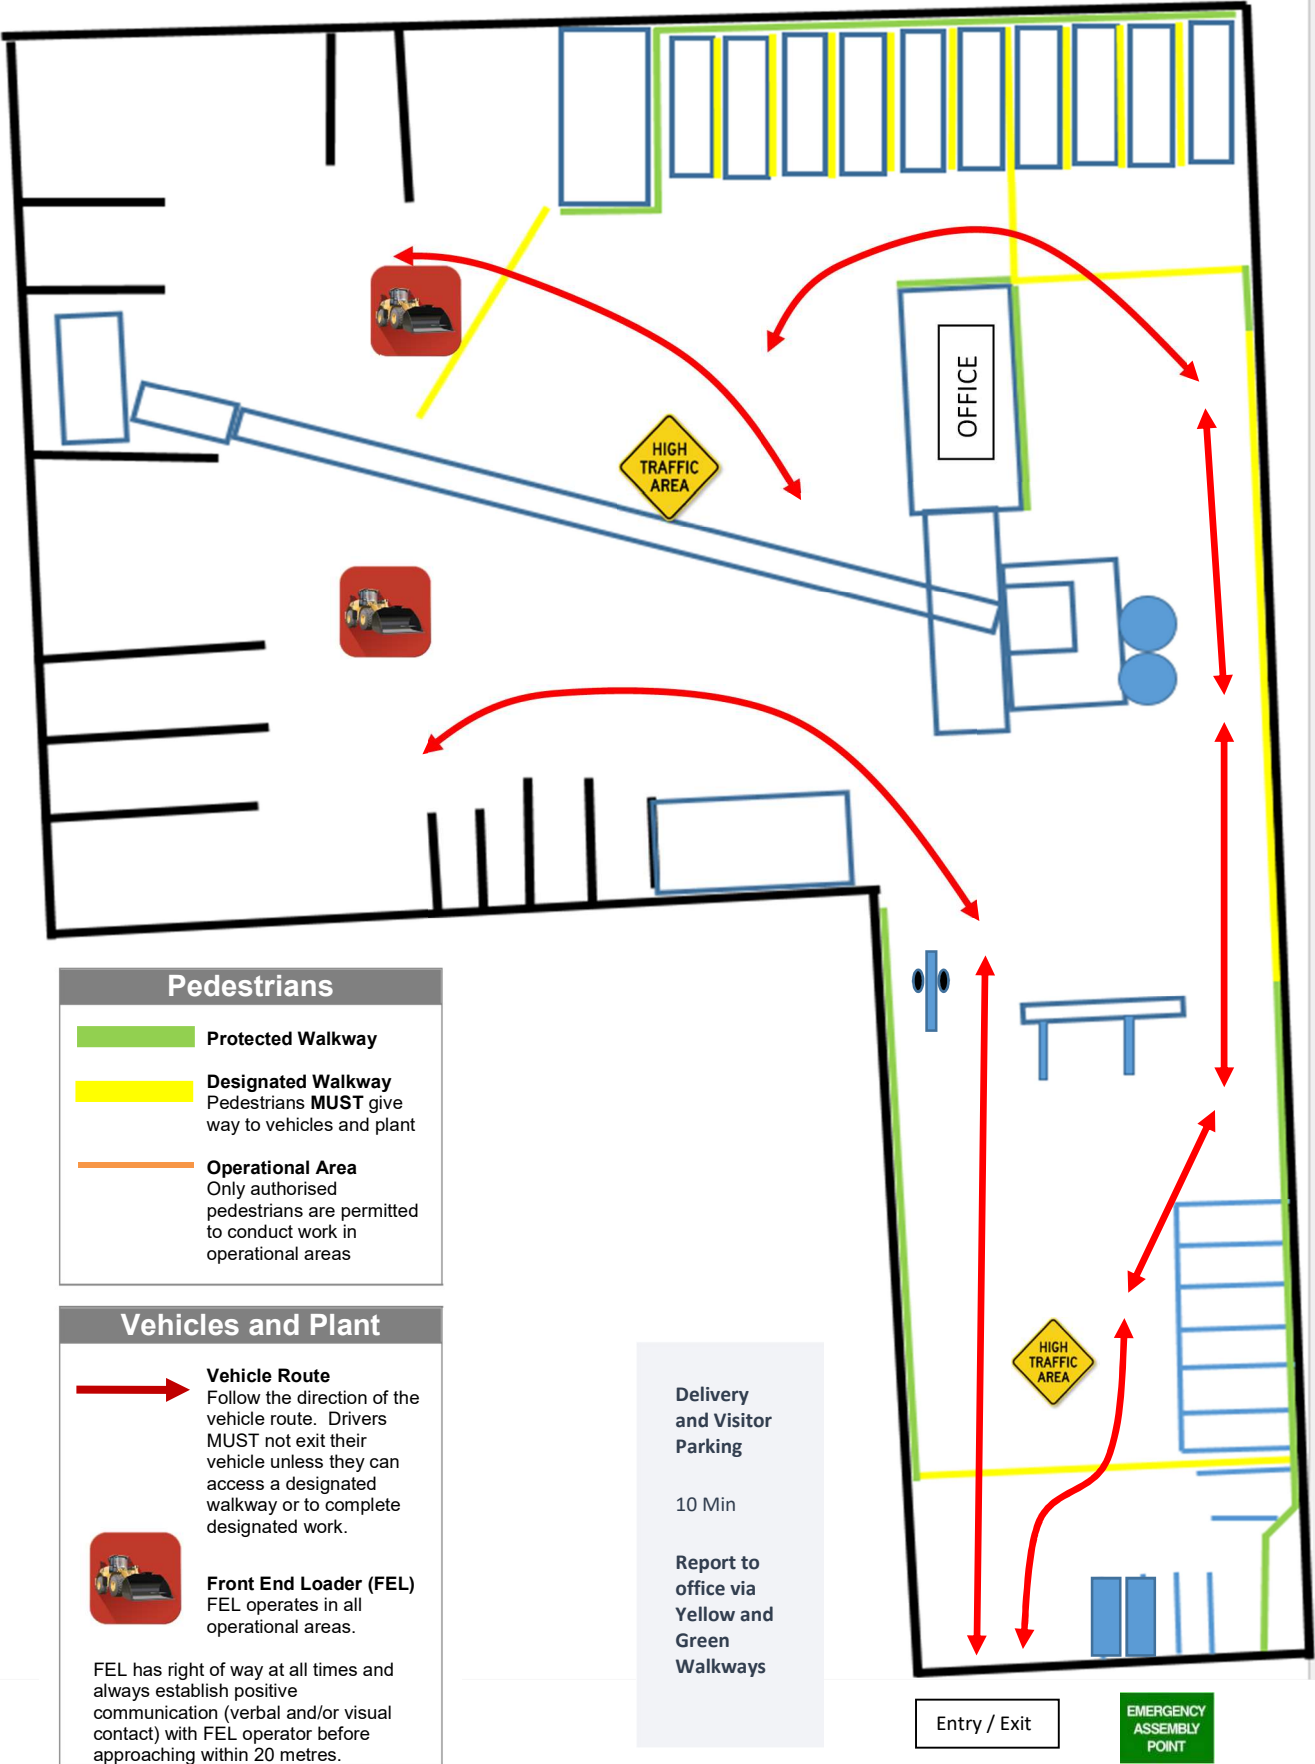 OFFICE
HIGH
TRAFFIC
AREA
Pedestrians
Protected Walkway
Designated Walkway
Pedestrians MUST give
way to vehicles and plant
Operational Area
Only authorised
pedestrians are permitted
to conduct work in
operational areas
Vehicles and Plant
Vehicle Route
Follow the direction of the
vehicle route. Drivers
MUST not exit their
vehicle unless they can
access a designated
walkway or to complete
designated work.
Front End Loader (FEL)
FEL operates in all
operational areas.
FEL has right of way at all times and
always establish positive
communication (verbal and/or visual
contact) with FEL operator before
approaching within 20 metres.
Delivery
and Visitor
Parking
10 Min
Report to
office via
Yellow and
Green
Walkways
HIGH
TRAFFIC
AREA
Entry / Exit
EMERGENCY
ASSEMBLY
POINT